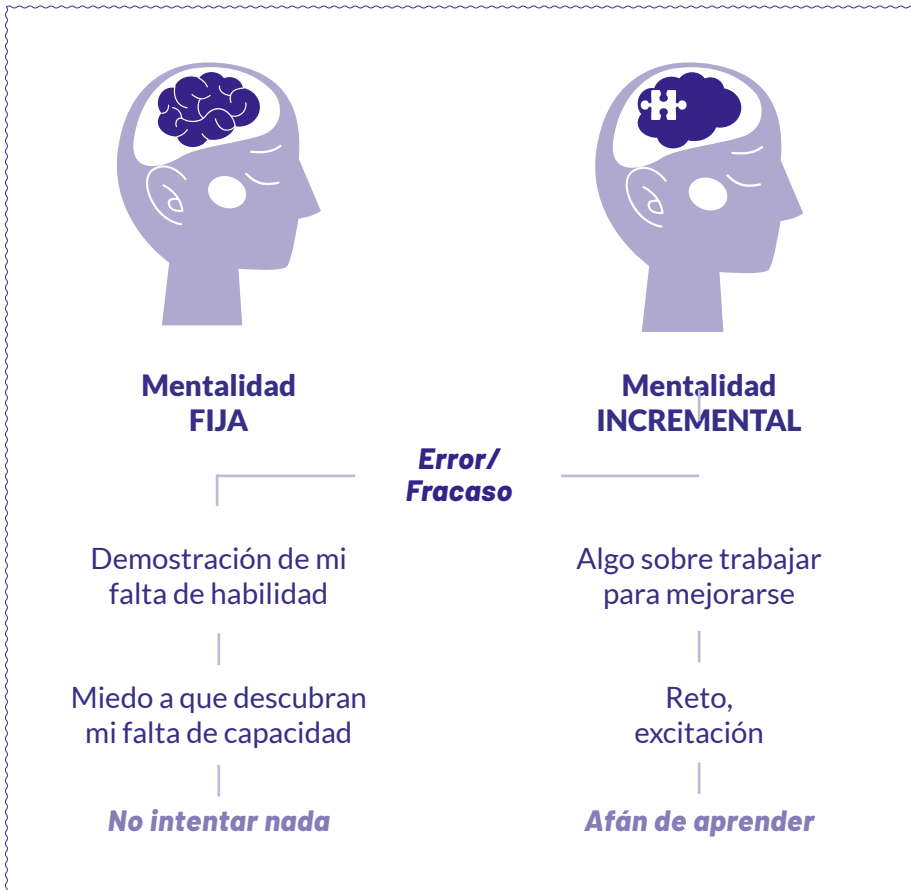 Mentalidad
FIJA
Mentalidad
INCREMENTAL
Error/
Fracaso
Demostración de mi
falta de habilidad
Algo sobre trabajar
para mejorarse
Miedo a que descubran
mi falta de capacidad
Reto,
excitación
No intentar nada
Afán de aprender